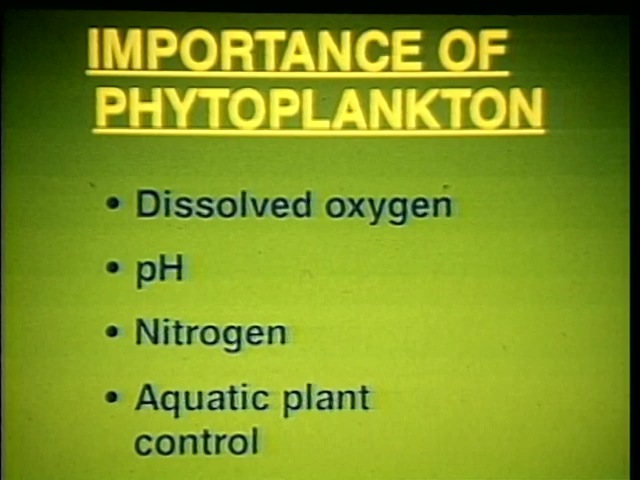 IMPORTANCE OF
PHYTOPLANKTON
• Dissolved oxygen
• pH
• Nitrogen
• Aquatic plant
control